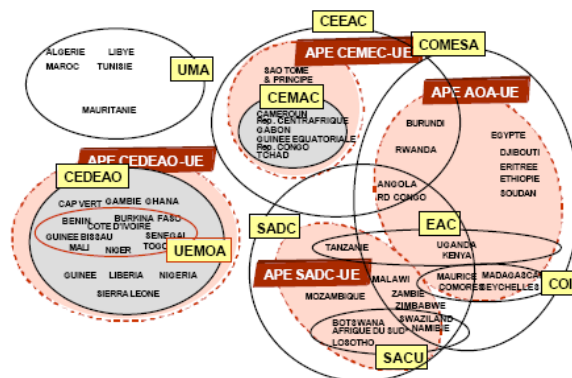 CEEAC
COMESA
ALGERIE LIBYE
MAROC TUNISIE
UMA
MAURITANIE
APE CEMEC-UE
SAO TOME
& PRINCIPE
CEMAC
CAMEROUN
Rep. CENTRAFRIQUE
GABON
GUINEE EQUATORIALE
Rep. CONGO
TCHAD
APE AOA-UE
BURUNDI
EGYPTE
RWANDA
DJIBOUTI
ERITREE
ETHIOPIE
SOUDAN
ANGOLA
RD CONGO
APE CEDEAO-UE
CEDEAO
CAP VERT GAMBIE GHANA
BENIN BURKINA FASO
COTE D'IVOIRE
GUINEE BISSAU SENEGAL
MALI NIGER TOGO
UEMOA
GUINEE LIBERIA NIGERIA
SIERRA LEONE
SADC
EAC
TANZANIE
UGANDA
KENYA
APE SADC-UE
MALAWI
MAURICE MADAGASCAR
COMORES SEYCHELLES
COI
MOZAMBIQUE
ZAMBIE
ZIMBABWE
BOTSWANA SWAZILAND
AFRIQUE DU SUD NAMIBIE
LOSOTHO
SACU